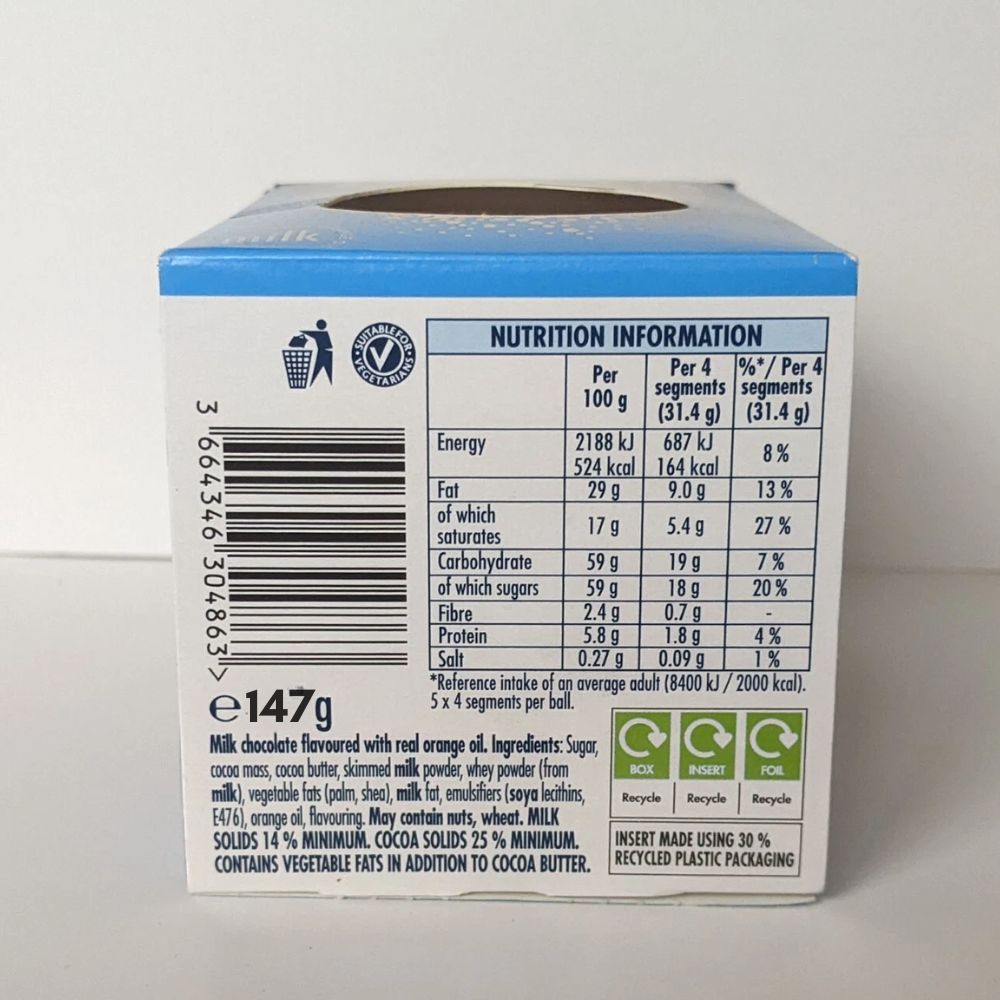 milk
SUITABLE FOR VEGETARIANS
3 664346 304863 >
NUTRITION INFORMATION
Per 100 g | Per 4 segments (31.4 g) | %*/ Per 4 segments (31.4 g)
Energy | 2188 kJ 524 kcal | 687 kJ 164 kcal | 8 %
Fat | 29 g | 9.0 g | 13 %
of which saturates | 17 g | 5.4 g | 27 %
Carbohydrate | 59 g | 19 g | 7 %
of which sugars | 59 g | 18 g | 20 %
Fibre | 2.4 g | 0.7 g | -
Protein | 5.8 g | 1.8 g | 4 %
Salt | 0.27 g | 0.09 g | 1 %
*Reference intake of an average adult (8400 kJ / 2000 kcal).
5 x 4 segments per ball.
e147g
Milk chocolate flavoured with real orange oil. Ingredients: Sugar,
cocoa mass, cocoa butter, skimmed milk powder, whey powder (from
milk), vegetable fats (palm, shea), milk fat, emulsifiers (soya lecithins,
E476), orange oil, flavouring. May contain nuts, wheat. MILK
SOLIDS 14 % MINIMUM. COCOA SOLIDS 25 % MINIMUM.
CONTAINS VEGETABLE FATS IN ADDITION TO COCOA BUTTER.
BOX INSERT FOIL
Recycle Recycle Recycle
INSERT MADE USING 30 %
RECYCLED PLASTIC PACKAGING